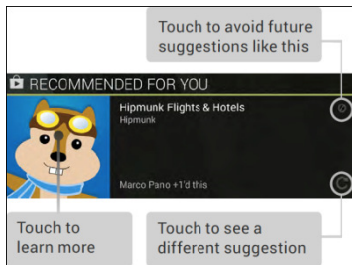 Touch to avoid future
suggestions like this
RECOMMENDED FOR YOU
Hipmunk Flights & Hotels
Hipmunk
Marco Pano +1'd this
Touch to
learn more
Touch to see a
different suggestion